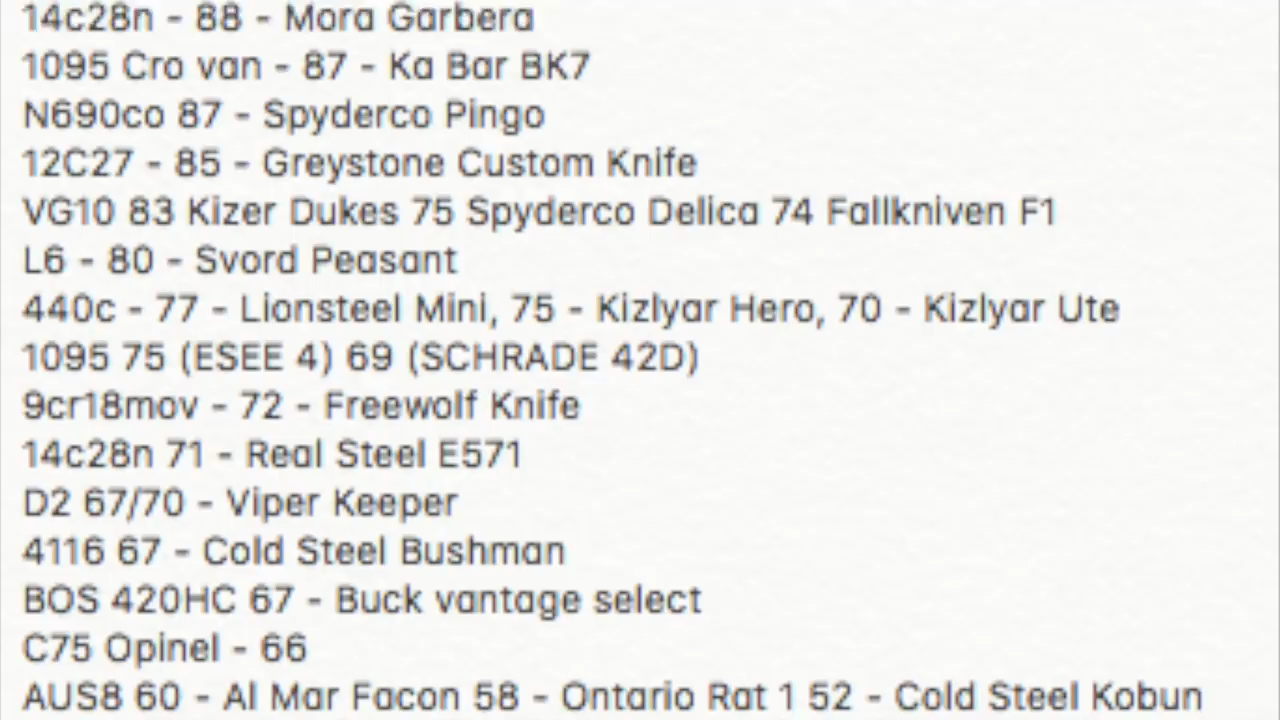 14c28n - 88 - Mora Garbera
1095 Cro van - 87 - Ka Bar BK7
N690co 87 - Spyderco Pingo
12C27 - 85 - Greystone Custom Knife
VG10 83 Kizer Dukes 75 Spyderco Delica 74 Fallkniven F1
L6 - 80 - Svord Peasant
440c - 77 - Lionsteel Mini, 75 - Kizlyar Hero, 70 - Kizlyar Ute
1095 75 (ESEE 4) 69 (SCHRADE 42D)
9cr18mov - 72 - Freewolf Knife
14c28n 71 - Real Steel E571
D2 67/70 - Viper Keeper
4116 67 - Cold Steel Bushman
BOS 420HC 67 - Buck vantage select
C75 Opinel - 66
AUS8 60 - Al Mar Facon 58 - Ontario Rat 1 52 - Cold Steel Kobun